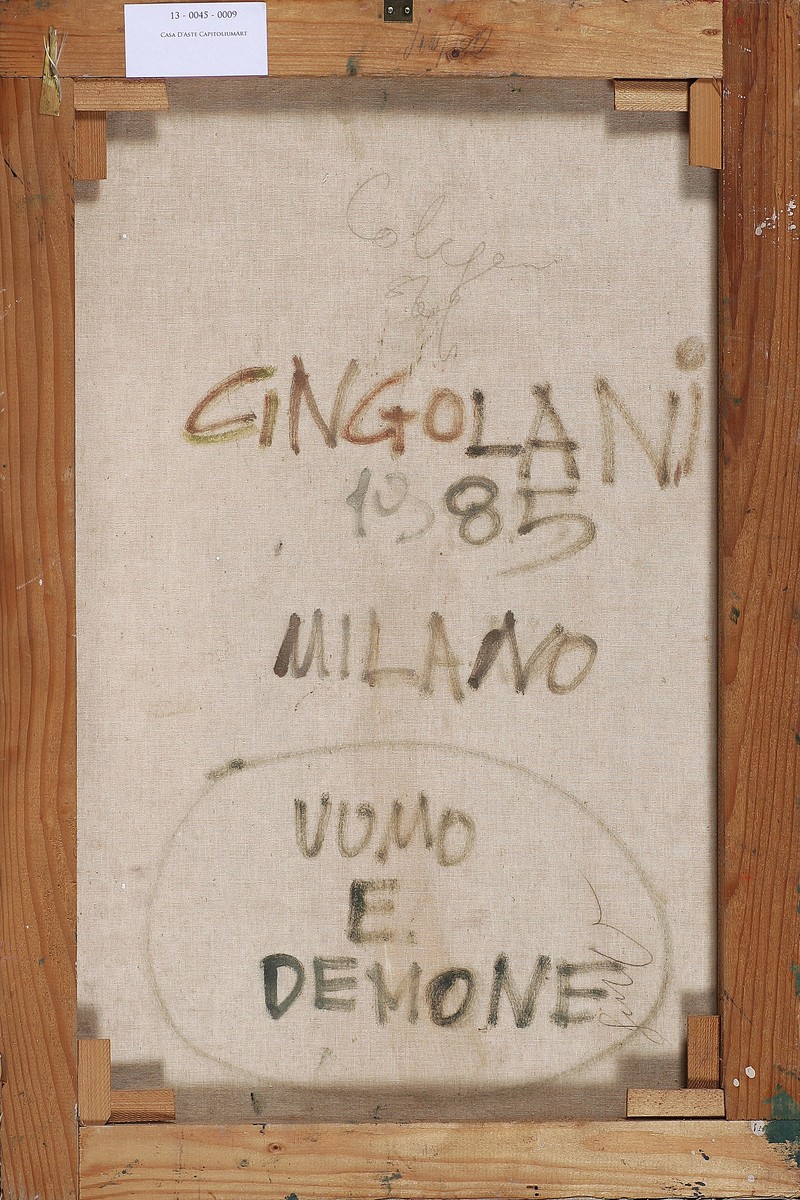 13 - 0045 - 0009
Casa D'Aste CapitoliumArt
CINGOLANi
1985
MILANO
UOMO
E
DEMONE